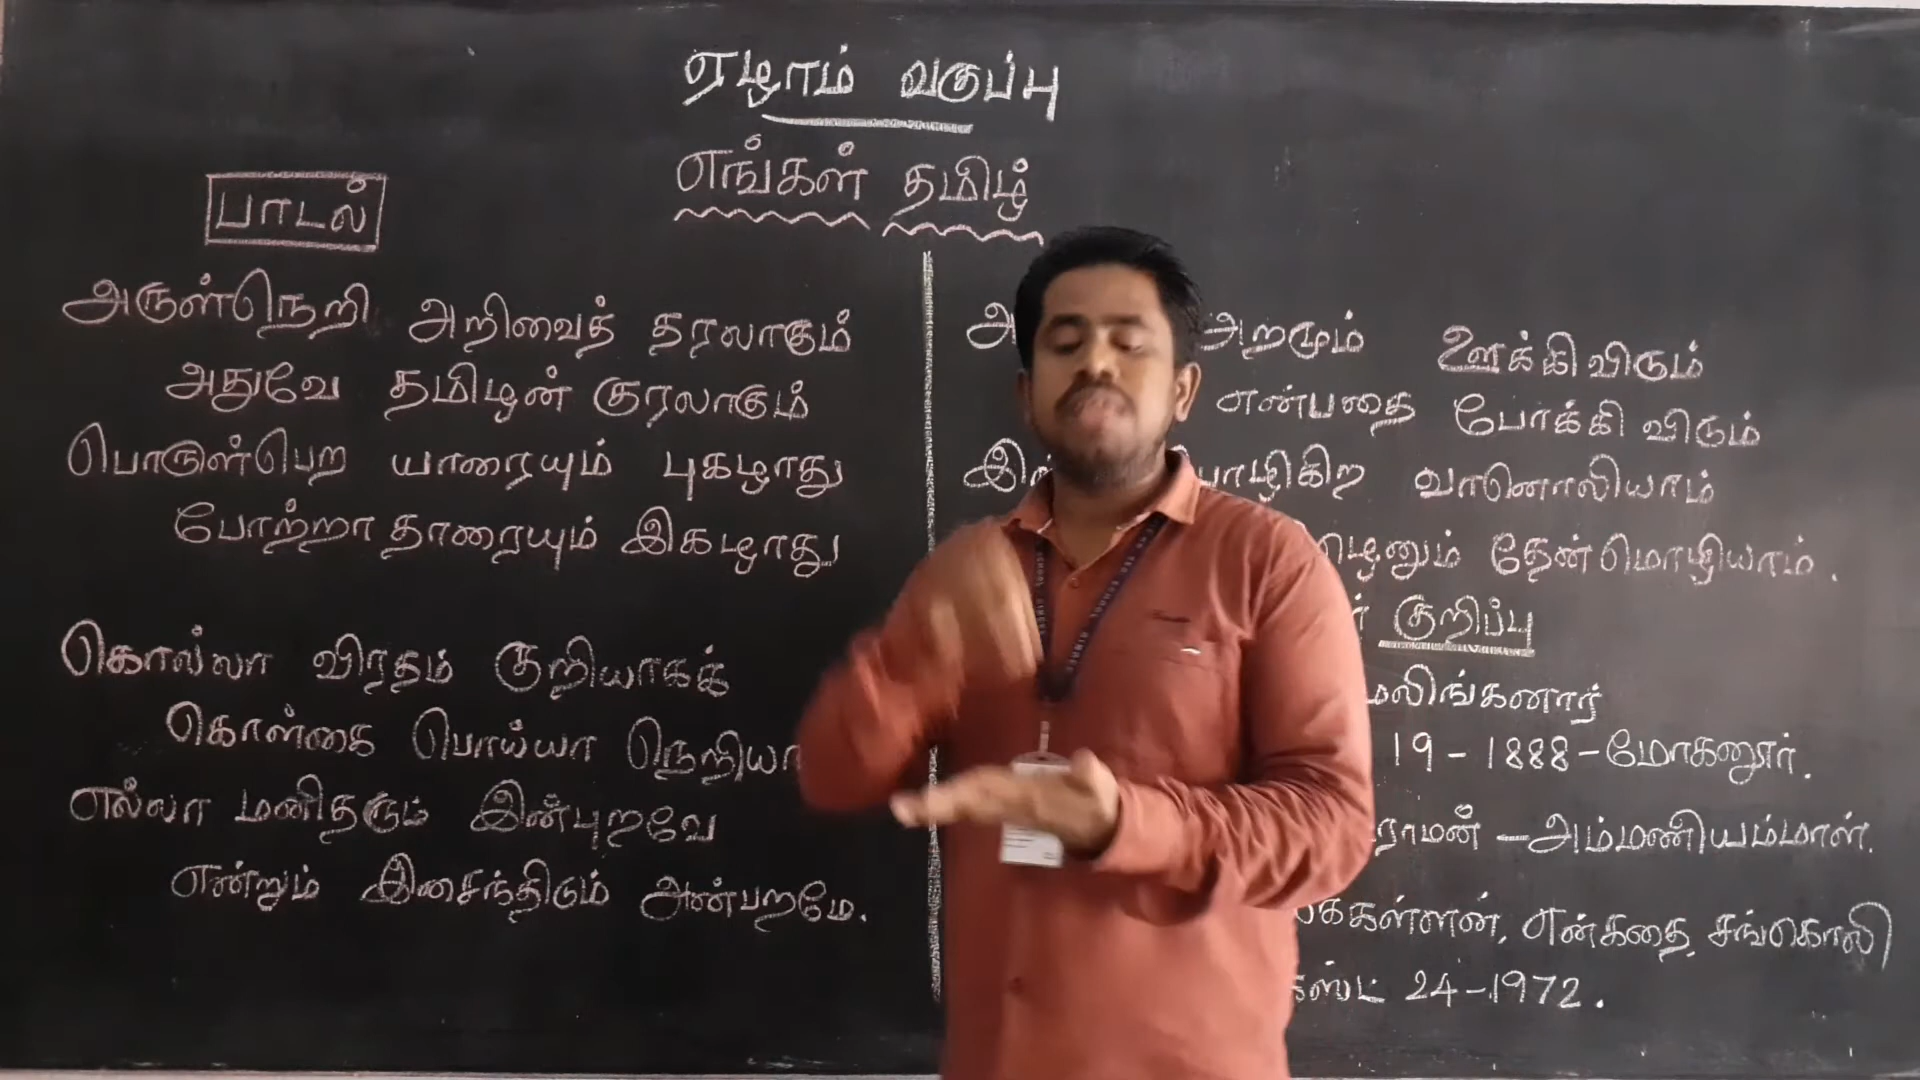 ஏழாம் வகுப்பு
எங்கள் தமிழ்
பாடல்
அருள்நெறி அறிவைத் தரலாகும்
அதுவே தமிழன் குரலாகும்
பொருள்பெற யாரையும் புகழாது
போற்றா தாரையும் இகழாது
கொல்லா விரதம் குறியாகக்
கொள்கை பொய்யா நெறியா
எல்லா மனிதரும் இன்புறவே
என்றும் இசைந்திடும் அன்பறமே.
அறமும் ஊக்கிவிடும்
என்பதை போக்கிவிடும்
பொழிகிற வானொலியாம்
ழெனும் தேன்மொழியாம்.
குறிப்பு
மலிங்கனார்
19-1888-மோகனூர்.
ராமன் -அம்மணியம்மாள்.
கள்ளன், என்கதை, சங்கொலி
ஸ்ட் 24-1972.